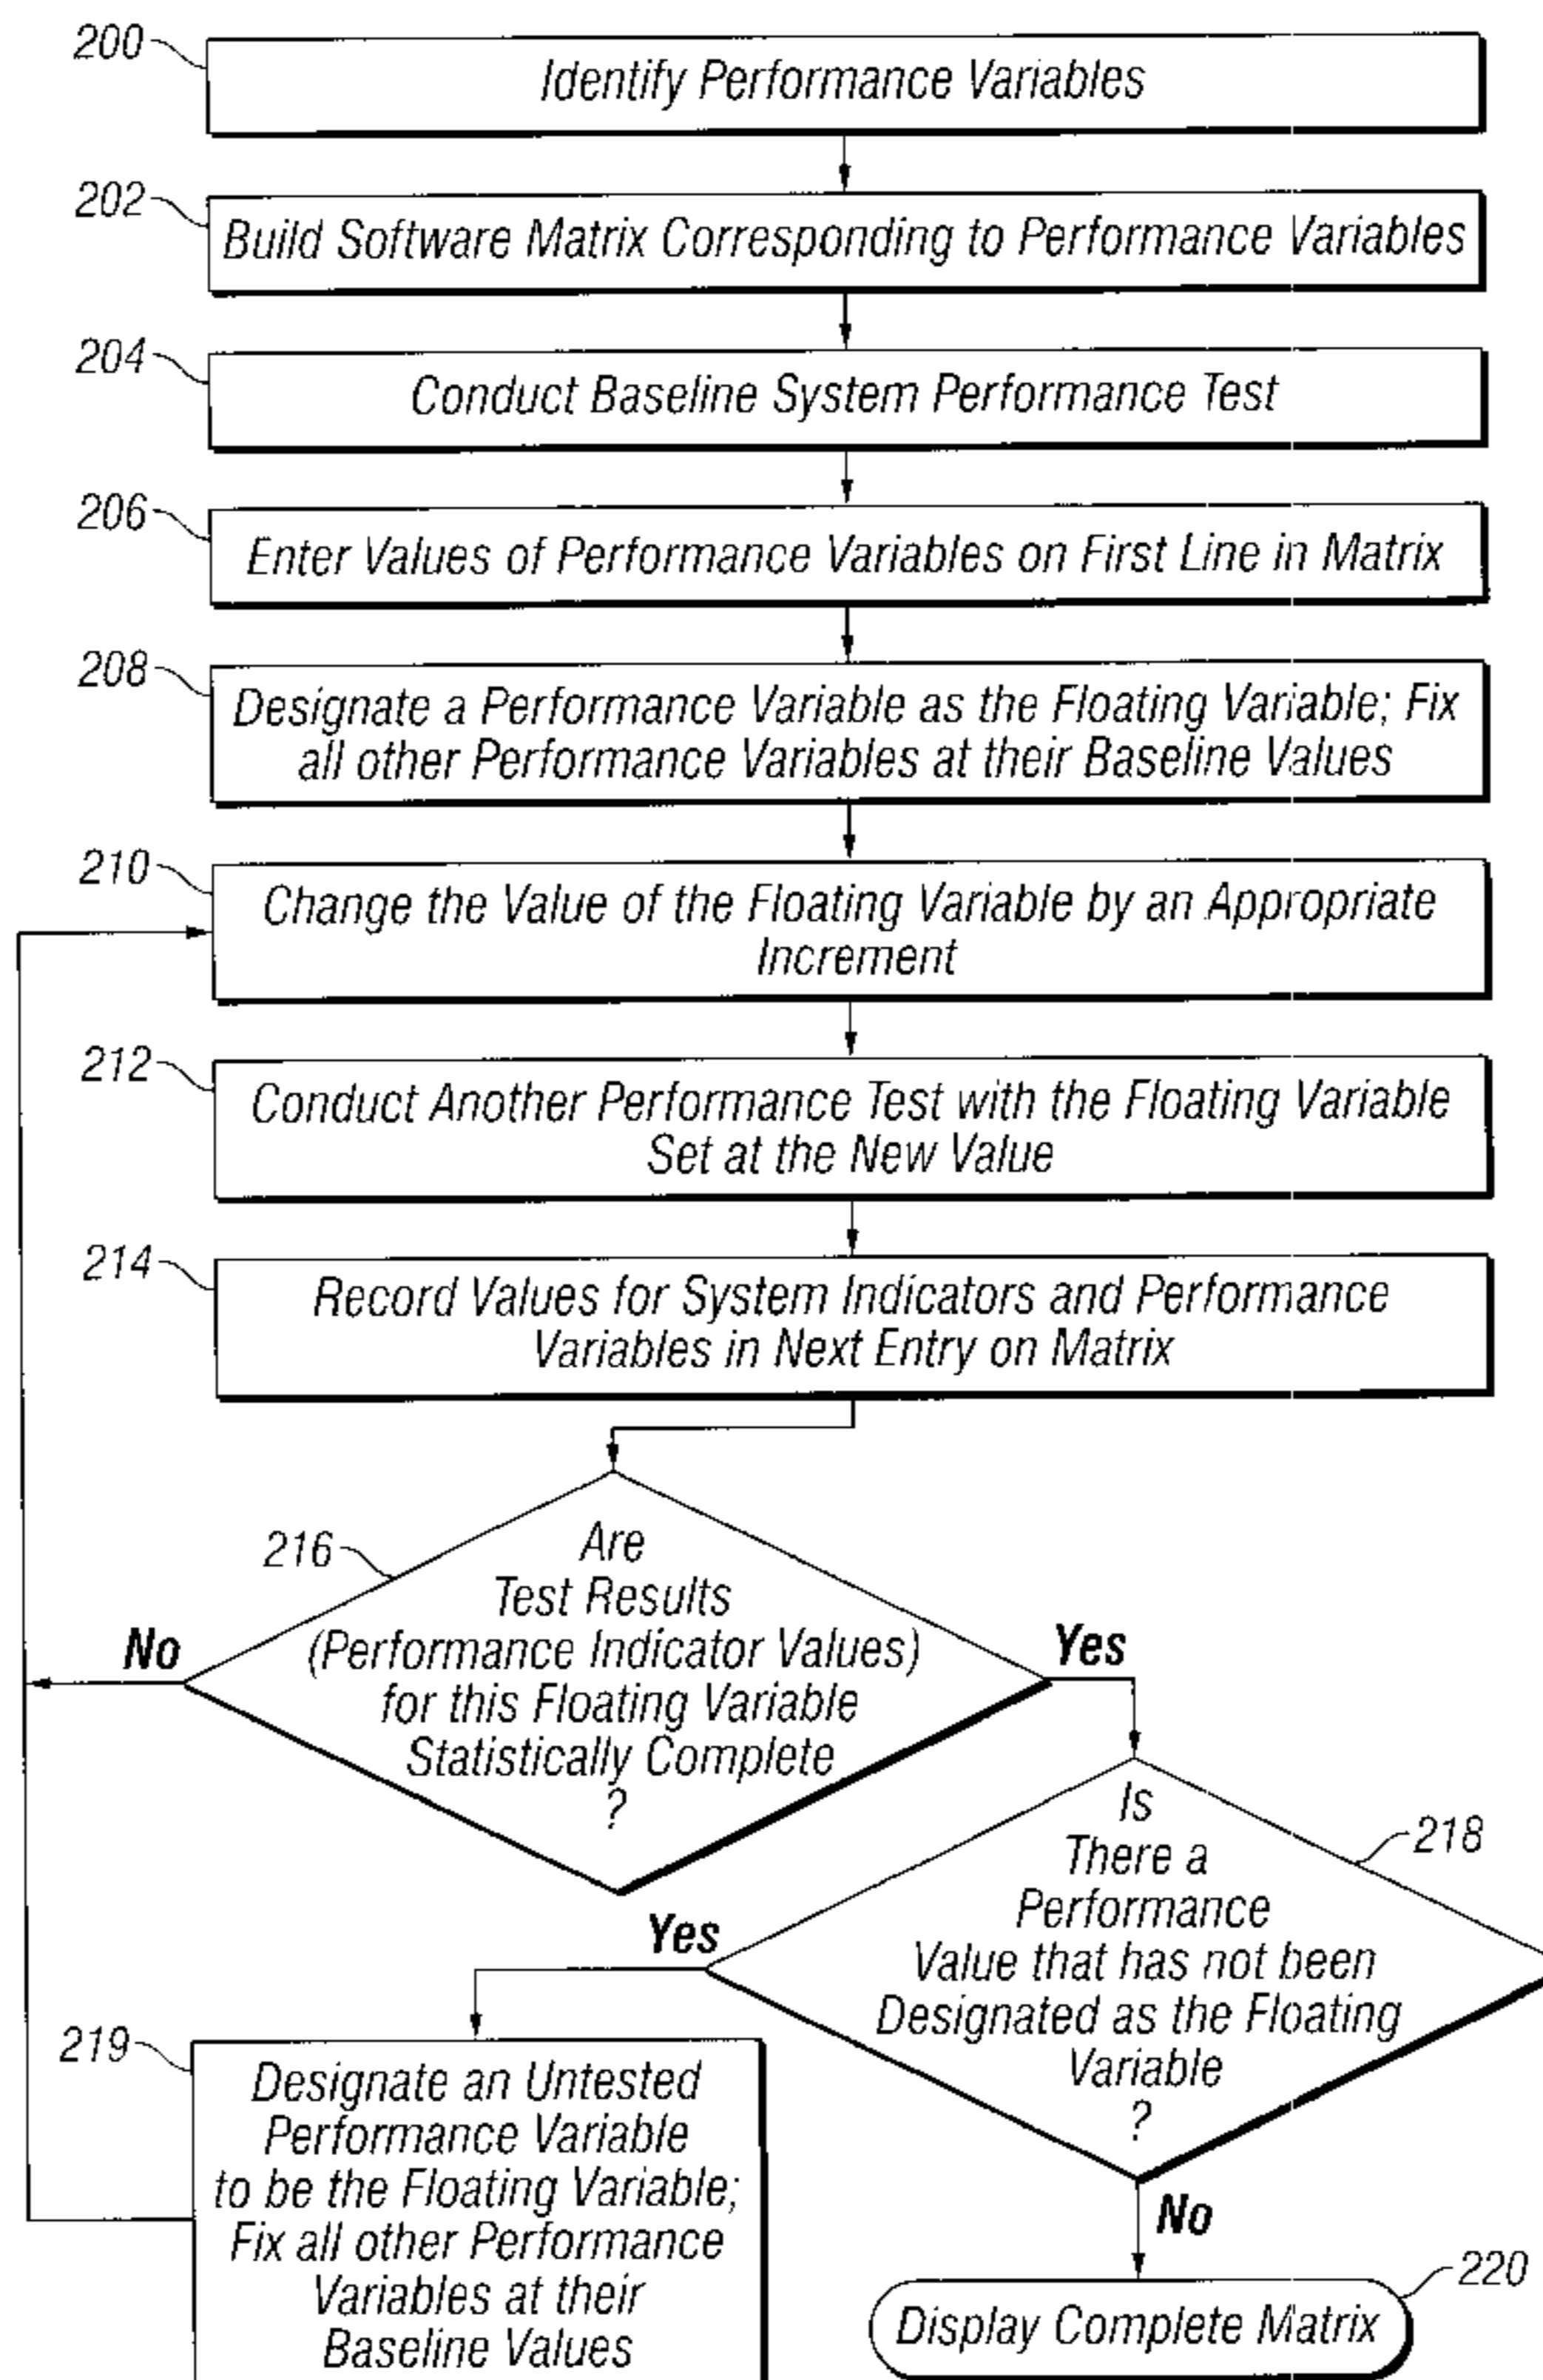 200
Identify Performance Variables
202
Build Software Matrix Corresponding to Performance Variables
204
Conduct Baseline System Performance Test
206
Enter Values of Performance Variables on First Line in Matrix
208
Designate a Performance Variable as the Floating Variable; Fix
all other Performance Variables at their Baseline Values
210
Change the Value of the Floating Variable by an Appropriate
Increment
212
Conduct Another Performance Test with the Floating Variable
Set at the New Value
214
Record Values for System Indicators and Performance
Variables in Next Entry on Matrix
216
Are
Test Results
(Performance Indicator Values)
for this Floating Variable
Statistically Complete
?
No
Yes
218
Is
There a
Performance
Value that has not been
Designated as the Floating
Variable
?
Yes
No
219
Designate an Untested
Performance Variable
to be the Floating Variable;
Fix all other Performance
Variables at their
Baseline Values
220
Display Complete Matrix